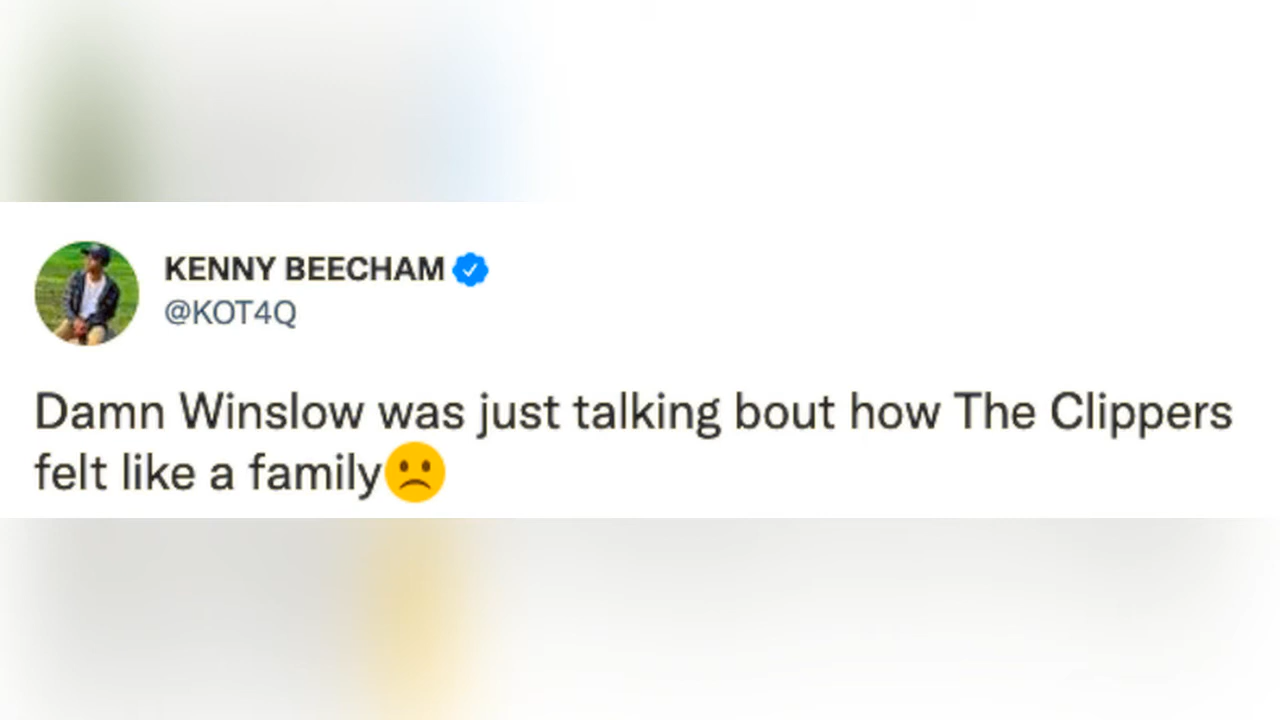 KENNY BEECHAM
@KOT4Q
Damn Winslow was just talking bout how The Clippers
felt like a family🙁